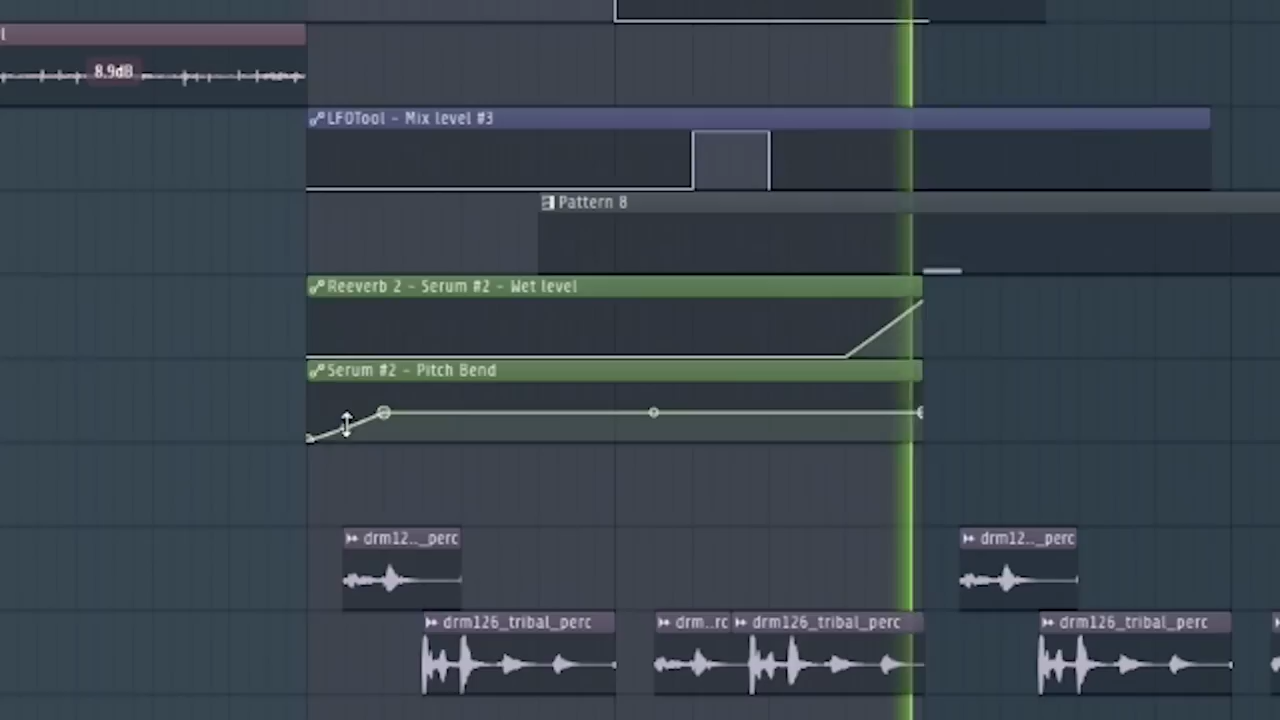 l
8.9dB
LFOTool - Mix level #3
Pattern 8
Reeverb 2 - Serum #2 - Wet level
Serum #2 - Pitch Bend
drm12.._perc
drm12.._perc
drm126_tribal_perc
drm..rc
drm126_tribal_perc
drm126_tribal_perc